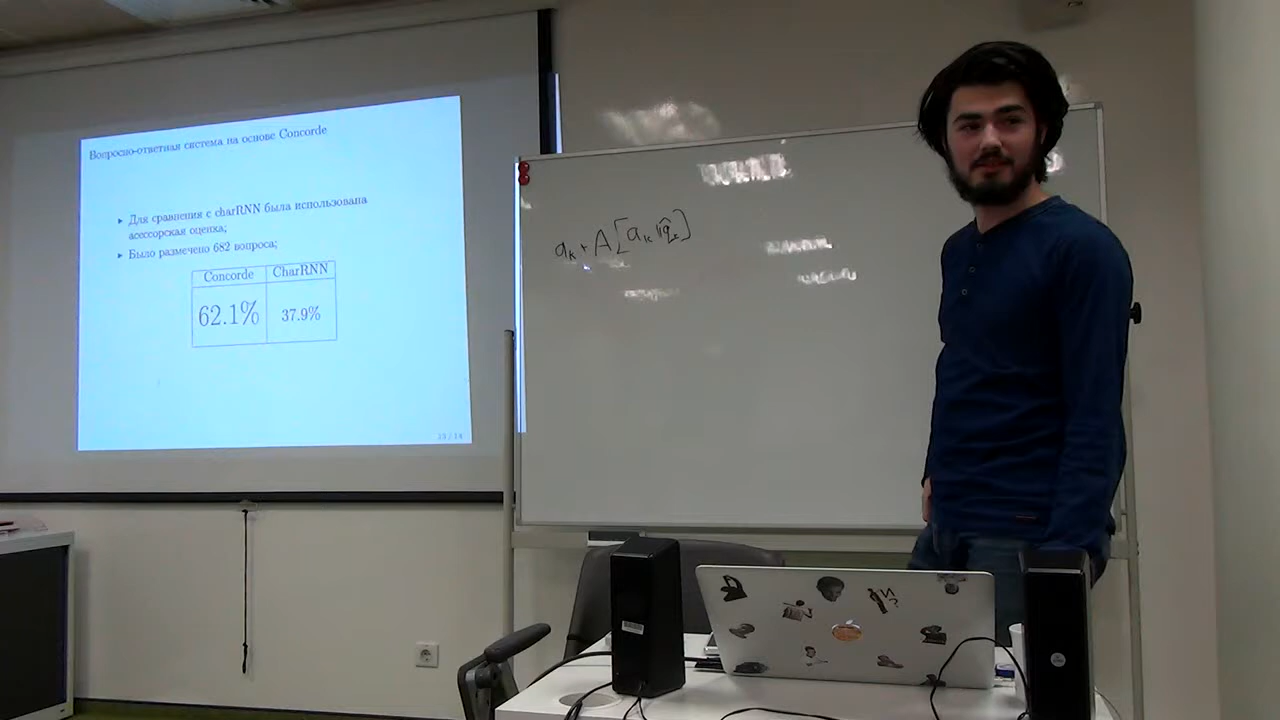 Вопросно-ответная система на основе Concorde
Для сравнения с charRNN была использована
асессорская оценка;
Было размечено 682 вопроса;
Concorde CharRNN
62.1% 37.9%
a_k + A[a_k